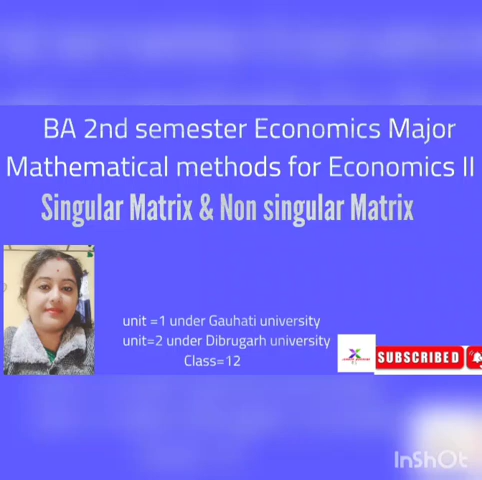 BA 2nd semester Economics Major
Mathematical methods for Economics II
Singular Matrix & Non singular Matrix
unit =1 under Gauhati university
unit=2 under Dibrugarh university
Class=12
SUBSCRIBED
InShOt